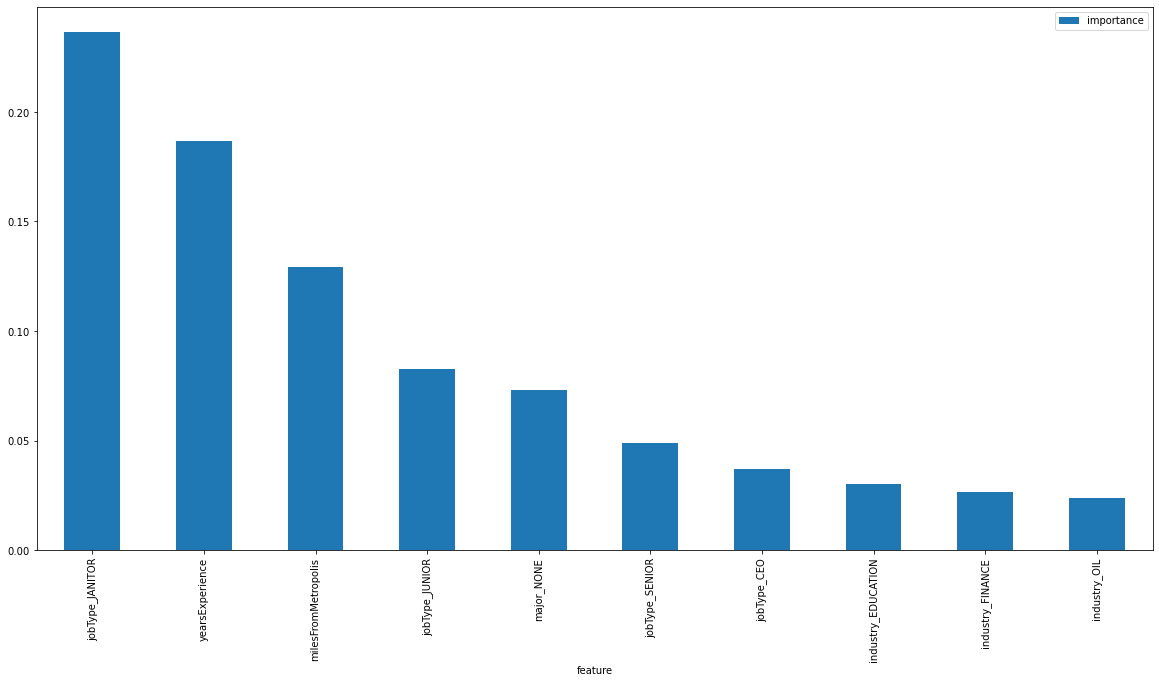 importance
0.20
0.15
0.10
0.05
0.00
jobType_JANITOR
yearsExperience
milesFromMetropolis
jobType_JUNIOR
major_NONE
jobType_SENIOR
jobType_CEO
industry_EDUCATION
industry_FINANCE
industry_OIL
feature